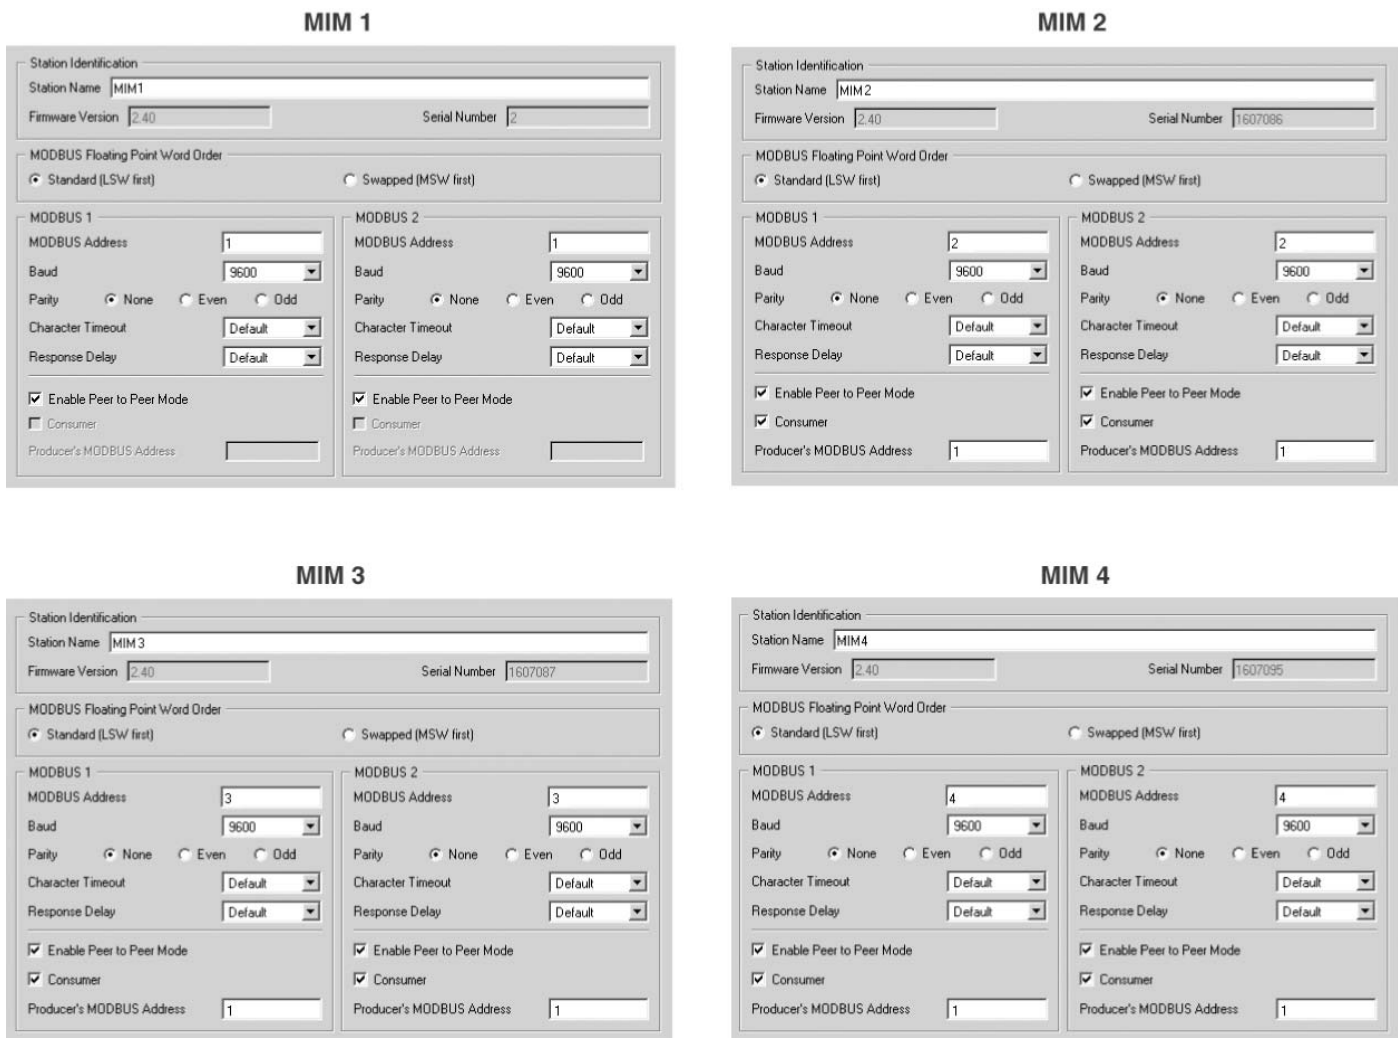 MIM 1
Station Identification
Station Name MIM1
Firmware Version 2.40 Serial Number 2
MODBUS Floating Point Word Order
Standard (LSW first) Swapped (MSW first)
MODBUS 1
MODBUS Address 1
Baud 9600
Parity None Even Odd
Character Timeout Default
Response Delay Default
Enable Peer to Peer Mode
Consumer
Producer's MODBUS Address
MODBUS 2
MODBUS Address 1
Baud 9600
Parity None Even Odd
Character Timeout Default
Response Delay Default
Enable Peer to Peer Mode
Consumer
Producer's MODBUS Address
MIM 2
Station Identification
Station Name MIM2
Firmware Version 2.40 Serial Number 1607086
MODBUS Floating Point Word Order
Standard (LSW first) Swapped (MSW first)
MODBUS 1
MODBUS Address 2
Baud 9600
Parity None Even Odd
Character Timeout Default
Response Delay Default
Enable Peer to Peer Mode
Consumer
Producer's MODBUS Address 1
MODBUS 2
MODBUS Address 2
Baud 9600
Parity None Even Odd
Character Timeout Default
Response Delay Default
Enable Peer to Peer Mode
Consumer
Producer's MODBUS Address 1
MIM 3
Station Identification
Station Name MIM3
Firmware Version 2.40 Serial Number 1607087
MODBUS Floating Point Word Order
Standard (LSW first) Swapped (MSW first)
MODBUS 1
MODBUS Address 3
Baud 9600
Parity None Even Odd
Character Timeout Default
Response Delay Default
Enable Peer to Peer Mode
Consumer
Producer's MODBUS Address 1
MODBUS 2
MODBUS Address 3
Baud 9600
Parity None Even Odd
Character Timeout Default
Response Delay Default
Enable Peer to Peer Mode
Consumer
Producer's MODBUS Address 1
MIM 4
Station Identification
Station Name MIM4
Firmware Version 2.40 Serial Number 1607095
MODBUS Floating Point Word Order
Standard (LSW first) Swapped (MSW first)
MODBUS 1
MODBUS Address 4
Baud 9600
Parity None Even Odd
Character Timeout Default
Response Delay Default
Enable Peer to Peer Mode
Consumer
Producer's MODBUS Address 1
MODBUS 2
MODBUS Address 4
Baud 9600
Parity None Even Odd
Character Timeout Default
Response Delay Default
Enable Peer to Peer Mode
Consumer
Producer's MODBUS Address 1